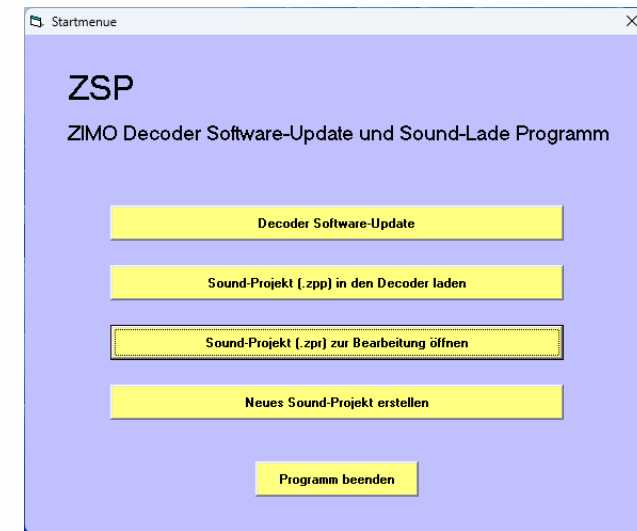 Startmenue
ZSP
ZIMO Decoder Software-Update und Sound-Lade Programm
Decoder Software-Update
Sound-Projekt (.zpp) in den Decoder laden
Sound-Projekt (.zpr) zur Bearbeitung öffnen
Neues Sound-Projekt erstellen
Programm beenden